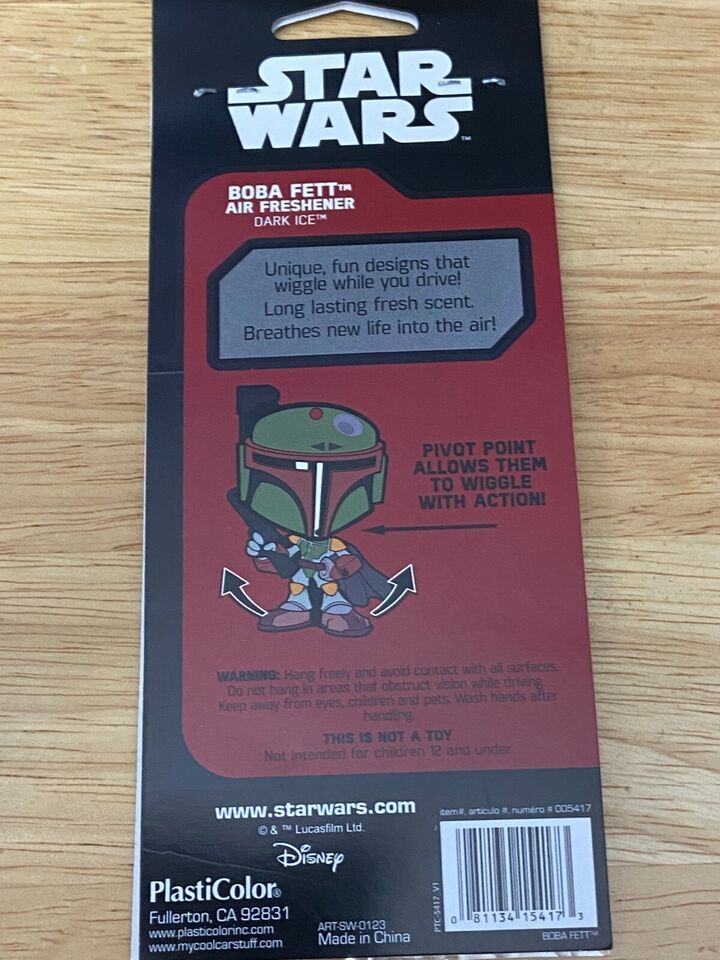 STAR
WARS
TM
BOBA FETT™
AIR FRESHENER
DARK ICE™
Unique, fun designs that
wiggle while you drive!
Long lasting fresh scent.
Breathes new life into the air!
PIVOT POINT
ALLOWS THEM
TO WIGGLE
WITH ACTION!
WARNING: Hang freely and avoid contact with all surfaces.
Do not hang in areas that obstruct vision while driving.
Keep away from eyes, children and pets. Wash hands after
handling.
THIS IS NOT A TOY
Not intended for children 12 and under.
www.starwars.com
© & ™ Lucasfilm Ltd.
Disney
PlastiColor®
Fullerton, CA 92831
www.plasticolorinc.com
www.mycoolcarstuff.com
ART-SW-0123
Made in China
item#, articulo #, numéro # 005417
PTC-5417_V1
0 81134 15417 3
BOBA FETT™